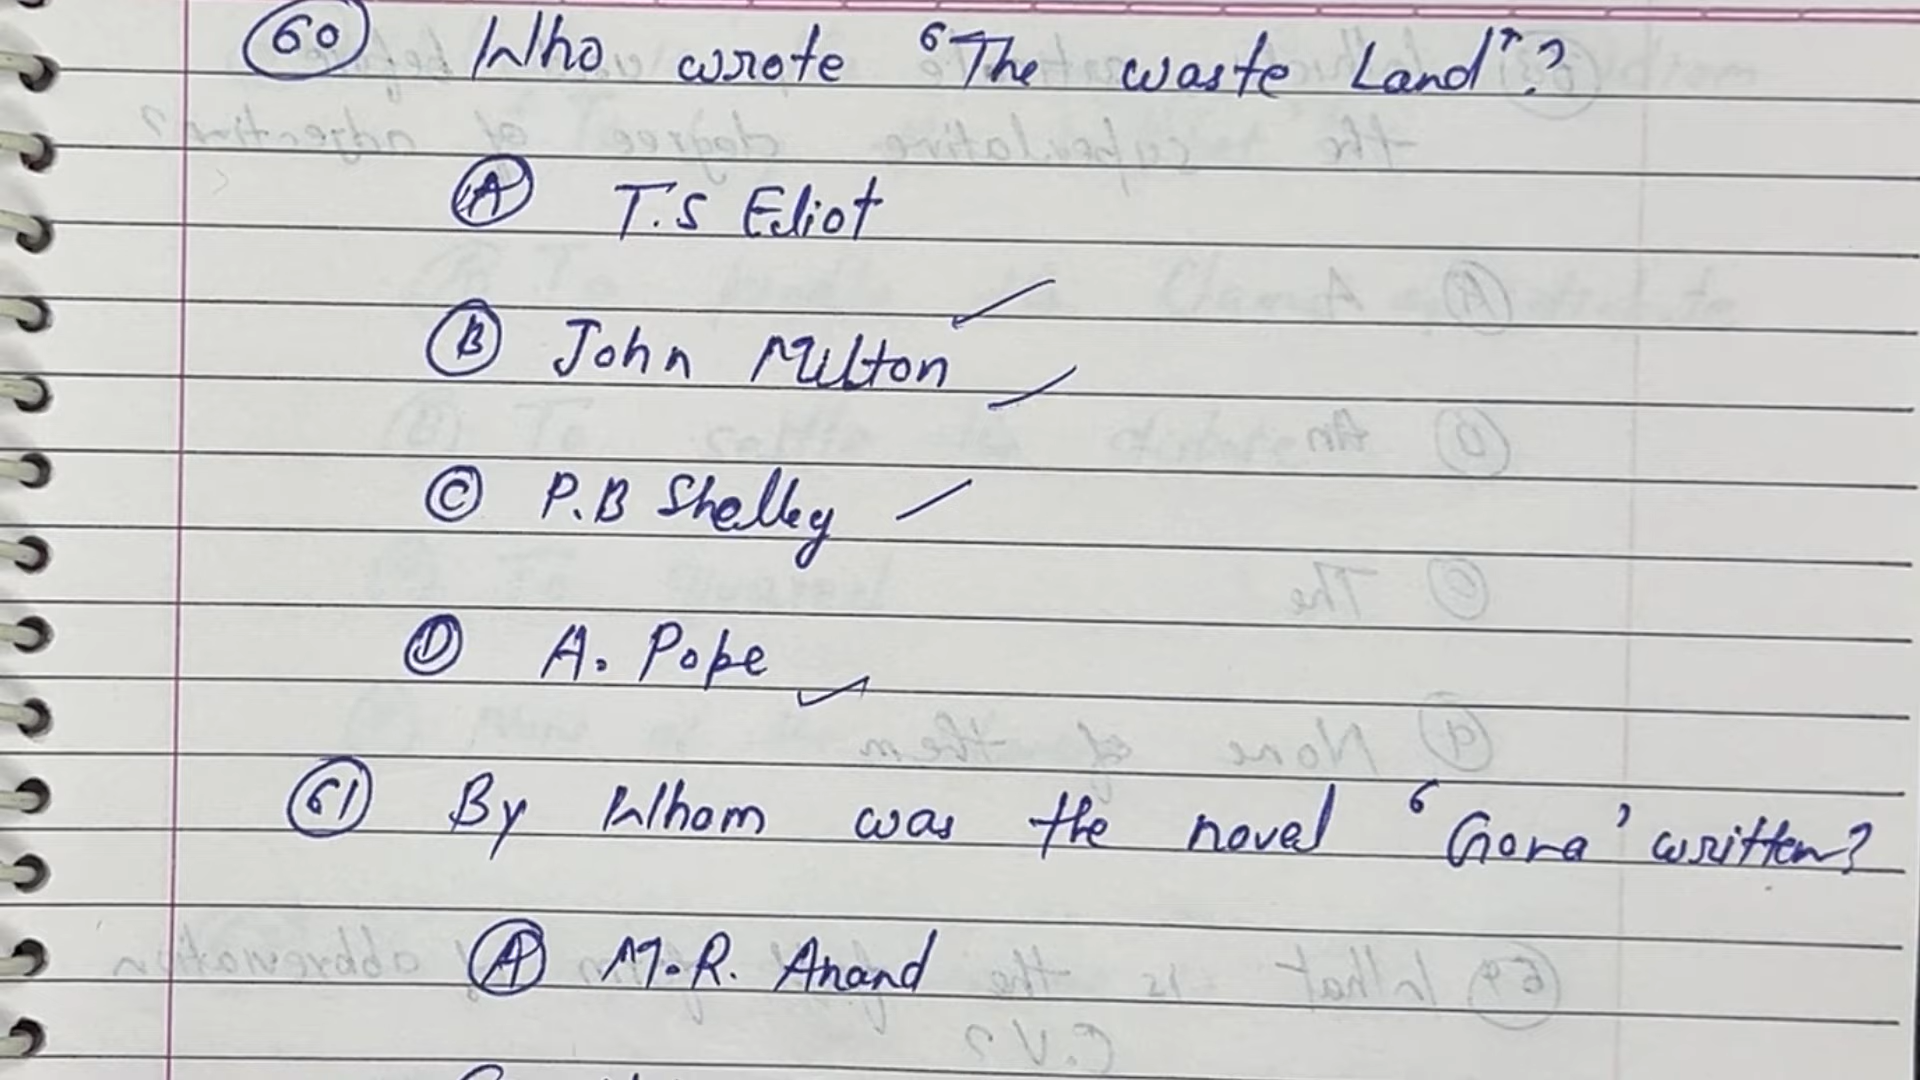 60 Who wrote 'The waste Land'?
A T.S Eliot
B John Milton
C P.B Shelley
D A. Pope
61 By Whom was the novel 'Gora' written?
A M.R. Anand